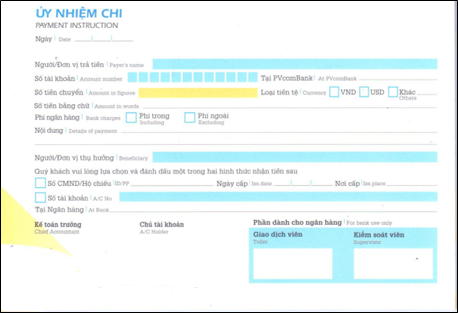 ỦY NHIỆM CHI
PAYMENT INSTRUCTION
Ngày | Date
Người/Đơn vị trả tiền | Payer's name
Số tài khoản | Account number Tại PVcomBank | At PVcomBank
Số tiền chuyển | Amount in figures Loại tiền tệ | Currency VND USD Khác
Others
Số tiền bằng chữ | Amount in words
Phí ngân hàng | Bank charges Phí trong Phí ngoài
Including Excluding
Nội dung | Details of payment
Người/Đơn vị thụ hưởng | Beneficiary
Quý khách vui lòng lựa chọn và đánh dấu một trong hai hình thức nhận tiền sau
Số CMND/Hộ chiếu | ID/PP Ngày cấp | Iss date Nơi cấp | Iss place
Số tài khoản | A/C No
Tại Ngân hàng | At Bank
Kế toán trưởng Chủ tài khoản Phần dành cho ngân hàng | For bank use only
Chief Accountant A/C Holder Giao dịch viên Kiểm soát viên
Teller Supervisor